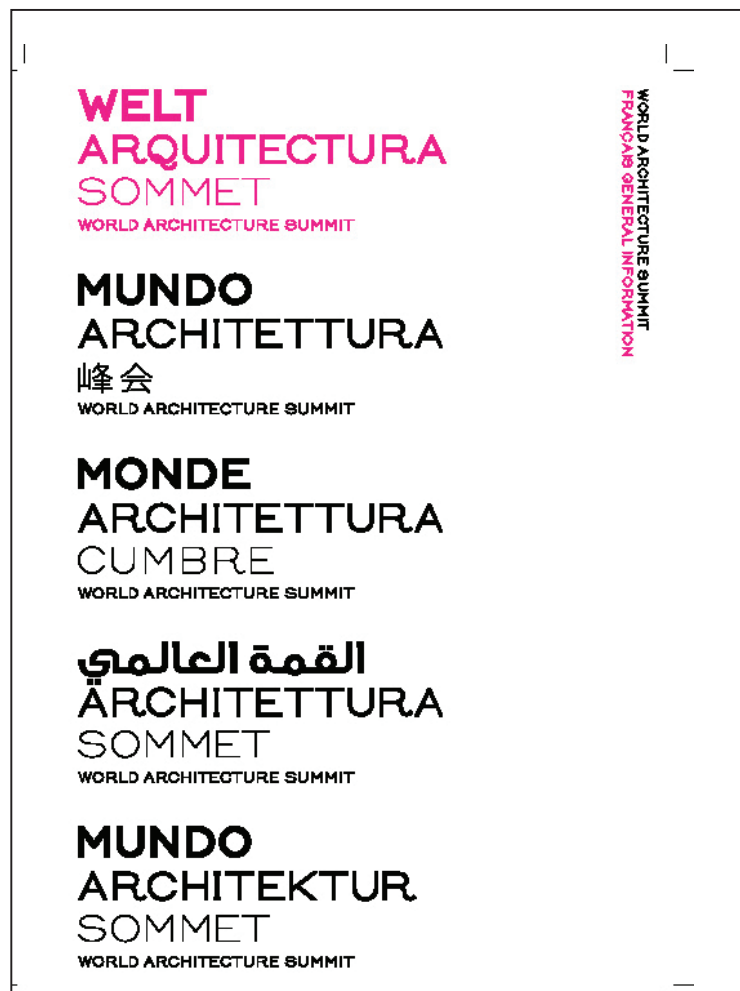 WELT
ARQUITECTURA
SOMMET
WORLD ARCHITECTURE SUMMIT
MUNDO
ARCHITETTURA
峰会
WORLD ARCHITECTURE SUMMIT
MONDE
ARCHITETTURA
CUMBRE
WORLD ARCHITECTURE SUMMIT
القمة العالمي
ARCHITETTURA
SOMMET
WORLD ARCHITECTURE SUMMIT
MUNDO
ARCHITEKTUR
SOMMET
WORLD ARCHITECTURE SUMMIT
WORLD ARCHITECTURE SUMMIT
FRANÇAIS GENERAL INFORMATION